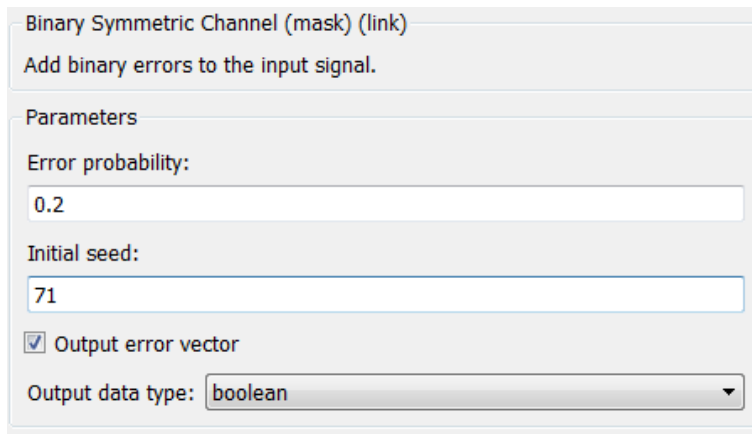 Binary Symmetric Channel (mask) (link)
Add binary errors to the input signal.
Parameters
Error probability:
0.2
Initial seed:
71
Output error vector
Output data type: boolean